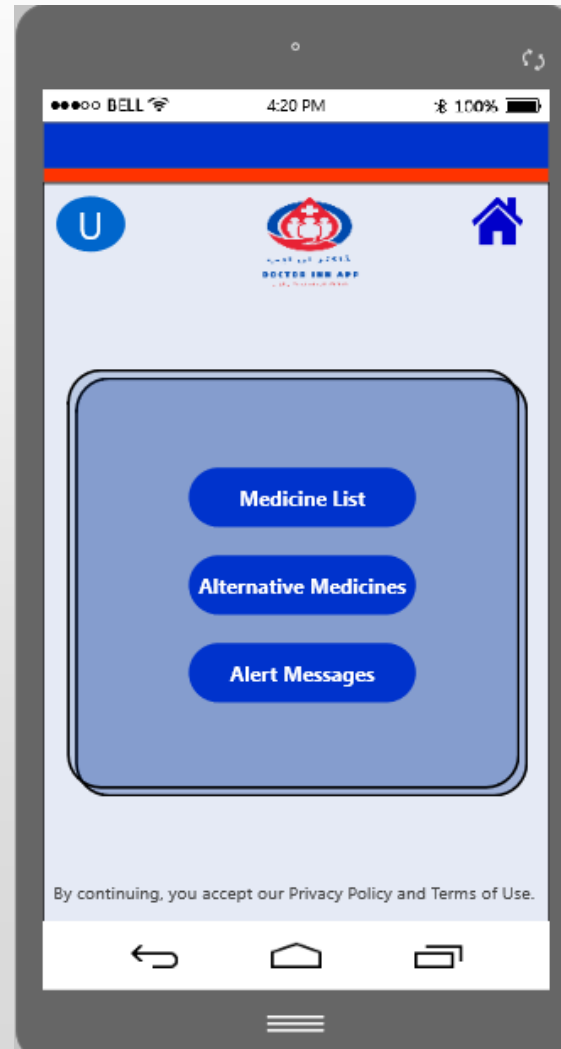 BELL
4:20 PM
100%
U
DOCTOR INN APP
Medicine List
Alternative Medicines
Alert Messages
By continuing, you accept our Privacy Policy and Terms of Use.